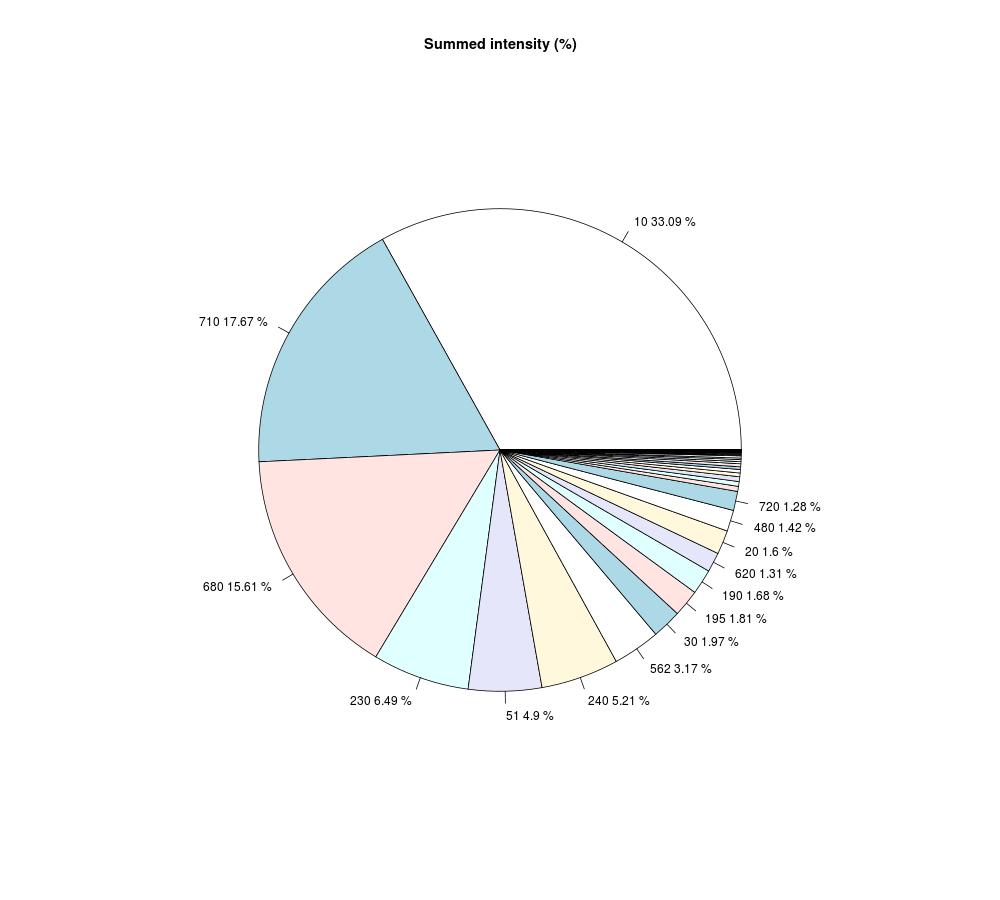 Summed intensity (%)
10 33.09 %
710 17.67 %
680 15.61 %
230 6.49 %
51 4.9 %
240 5.21 %
562 3.17 %
30 1.97 %
195 1.81 %
190 1.68 %
620 1.31 %
20 1.6 %
480 1.42 %
720 1.28 %